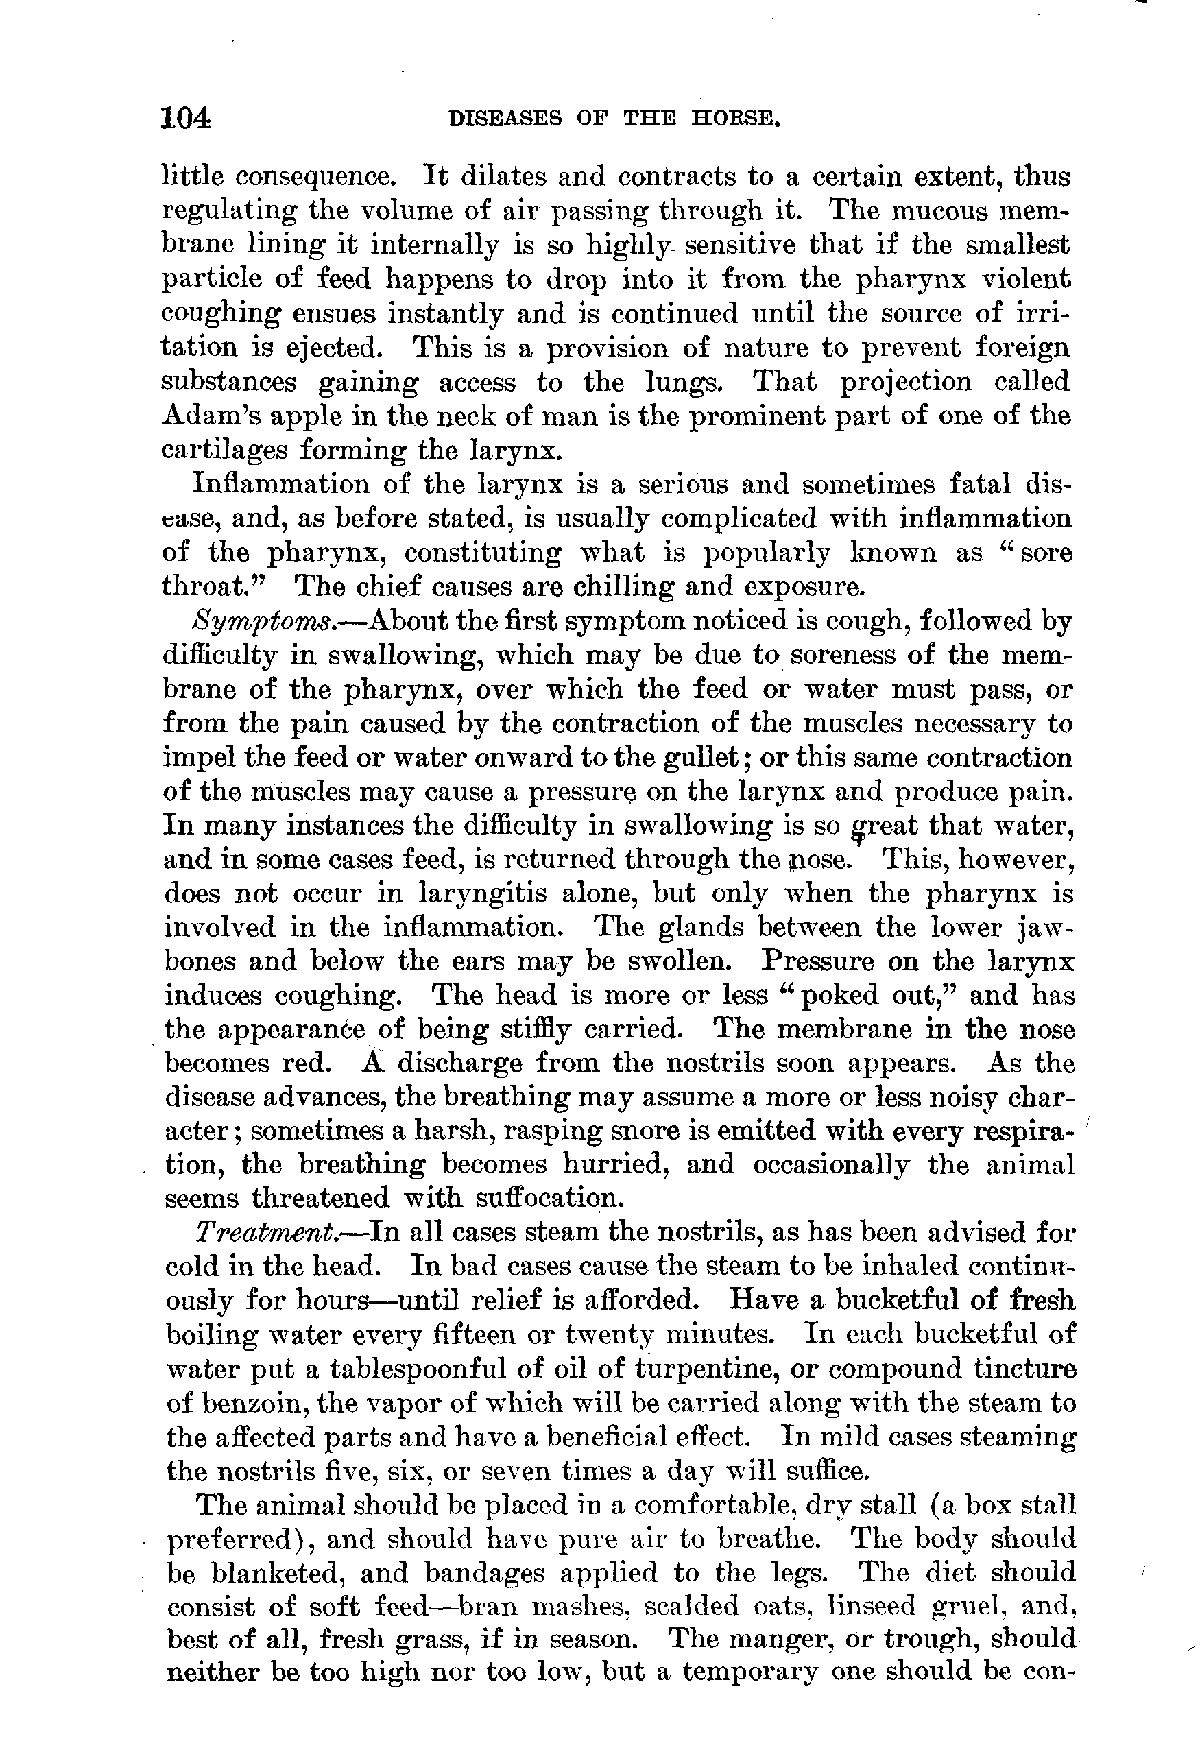 104 DISEASES OF THE HORSE.
little consequence. It dilates and contracts to a certain extent, thus
regulating the volume of air passing through it. The mucous mem-
brane lining it internally is so highly sensitive that if the smallest
particle of feed happens to drop into it from the pharynx violent
coughing ensues instantly and is continued until the source of irri-
tation is ejected. This is a provision of nature to prevent foreign
substances gaining access to the lungs. That projection called
Adam's apple in the neck of man is the prominent part of one of the
cartilages forming the larynx.
Inflammation of the larynx is a serious and sometimes fatal dis-
ease, and, as before stated, is usually complicated with inflammation
of the pharynx, constituting what is popularly known as "sore
throat." The chief causes are chilling and exposure.
Symptoms.—About the first symptom noticed is cough, followed by
difficulty in swallowing, which may be due to soreness of the mem-
brane of the pharynx, over which the feed or water must pass, or
from the pain caused by the contraction of the muscles necessary to
impel the feed or water onward to the gullet; or this same contraction
of the muscles may cause a pressure on the larynx and produce pain.
In many instances the difficulty in swallowing is so great that water,
and in some cases feed, is returned through the nose. This, however,
does not occur in laryngitis alone, but only when the pharynx is
involved in the inflammation. The glands between the lower jaw-
bones and below the ears may be swollen. Pressure on the larynx
induces coughing. The head is more or less "poked out," and has
the appearance of being stiffly carried. The membrane in the nose
becomes red. A discharge from the nostrils soon appears. As the
disease advances, the breathing may assume a more or less noisy char-
acter; sometimes a harsh, rasping snore is emitted with every respira-
tion, the breathing becomes hurried, and occasionally the animal
seems threatened with suffocation.
Treatment.—In all cases steam the nostrils, as has been advised for
cold in the head. In bad cases cause the steam to be inhaled continu-
ously for hours—until relief is afforded. Have a bucketful of fresh
boiling water every fifteen or twenty minutes. In each bucketful of
water put a tablespoonful of oil of turpentine, or compound tincture
of benzoin, the vapor of which will be carried along with the steam to
the affected parts and have a beneficial effect. In mild cases steaming
the nostrils five, six, or seven times a day will suffice.
The animal should be placed in a comfortable, dry stall (a box stall
preferred), and should have pure air to breathe. The body should
be blanketed, and bandages applied to the legs. The diet should
consist of soft feed—bran mashes, scalded oats, linseed gruel, and,
best of all, fresh grass, if in season. The manger, or trough, should
neither be too high nor too low, but a temporary one should be con-